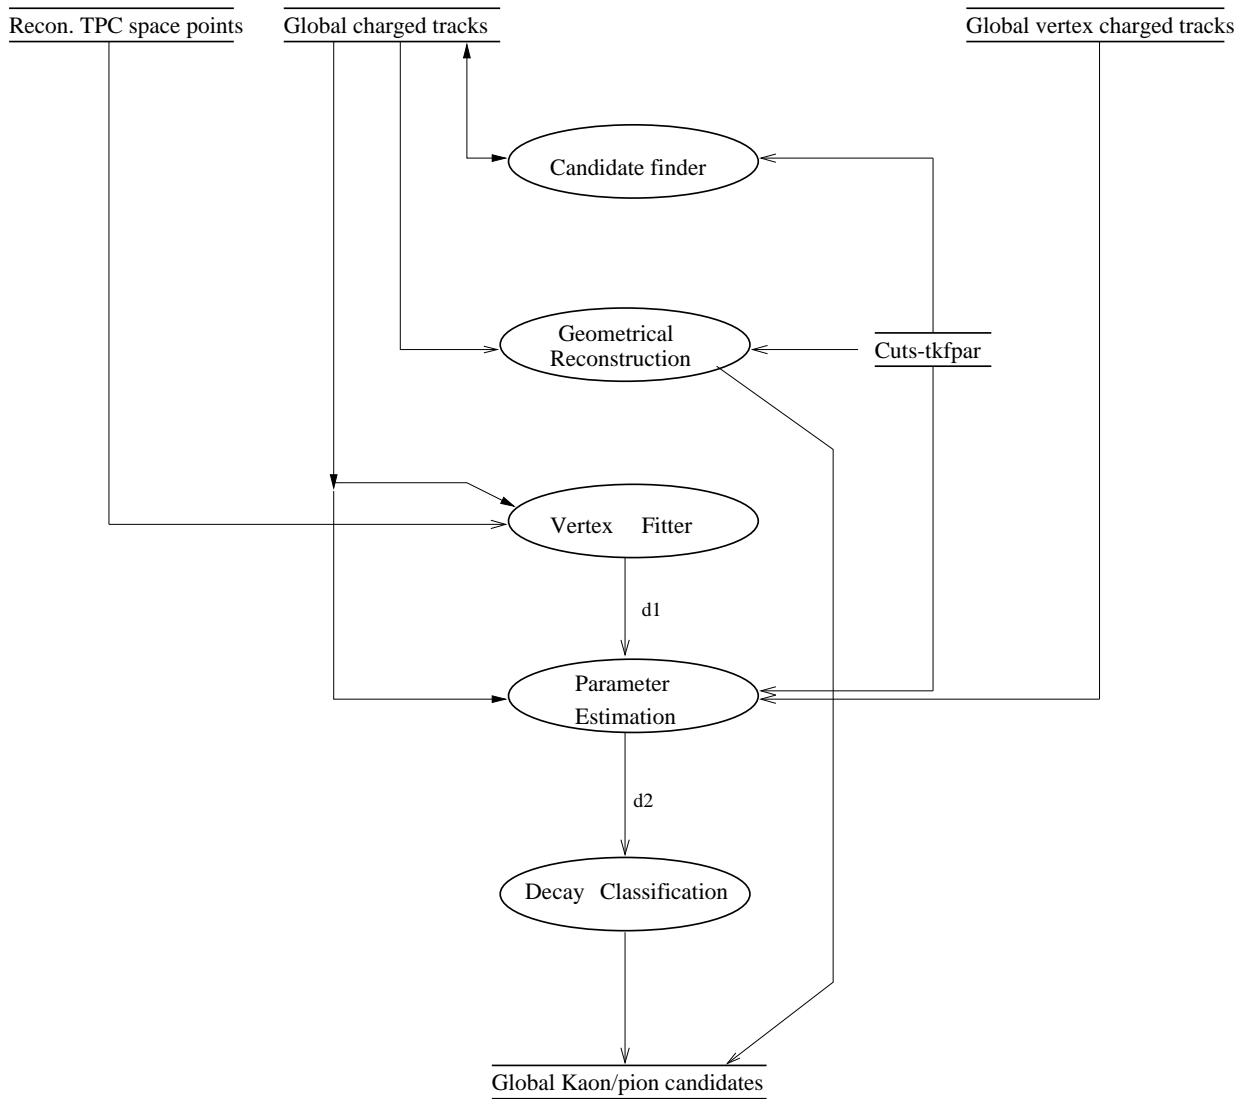 Recon. TPC space points
Global charged tracks
Global vertex charged tracks
Candidate finder
Geometrical
Reconstruction
Cuts-tkfpar
Vertex Fitter
d1
Parameter
Estimation
d2
Decay Classification
Global Kaon/pion candidates